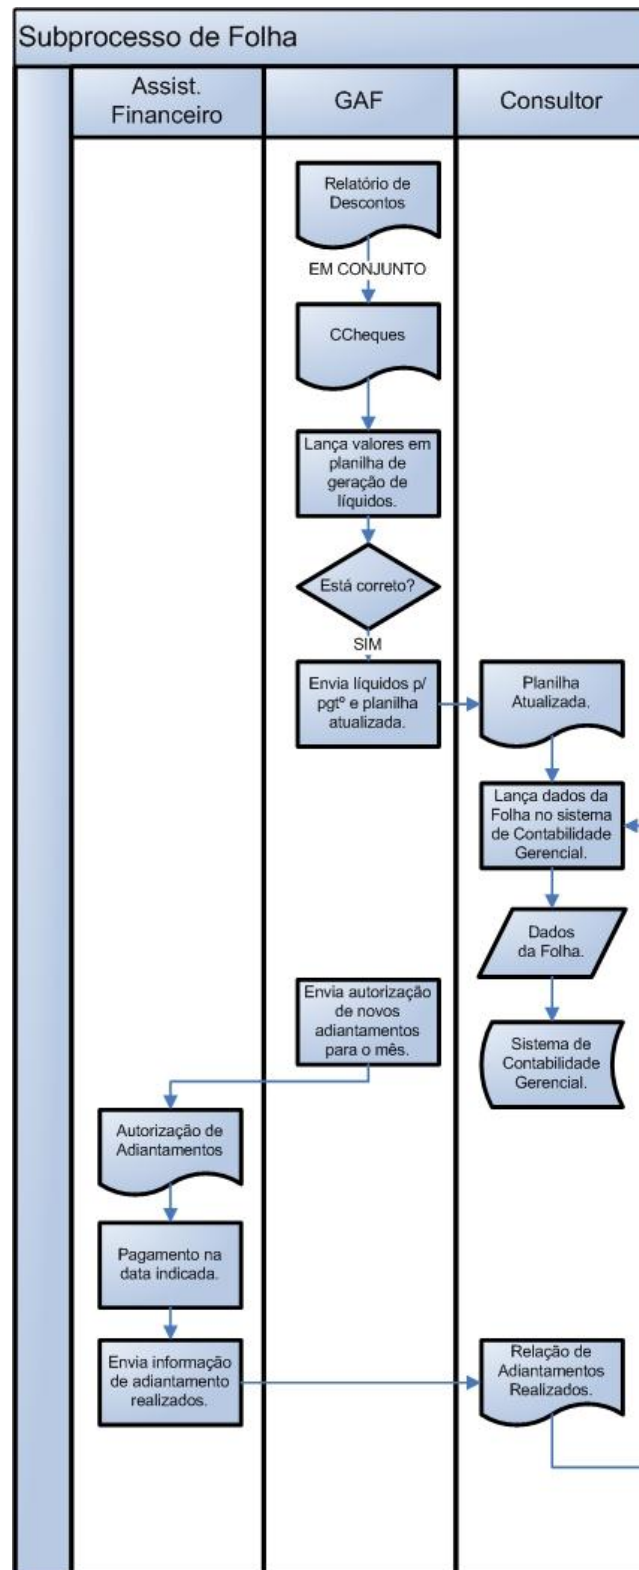 Subprocesso de Folha
Assist.
Financeiro
GAF
Consultor
Relatório de
Descontos
EM CONJUNTO
CCheques
Lança valores em
planilha de
geração de
líquidos.
Está correto?
SIM
Envia líquidos p/
pgtº e planilha
atualizada.
Planilha
Atualizada.
Lança dados da
Folha no sistema
de Contabilidade
Gerencial.
Dados
da Folha.
Sistema de
Contabilidade
Gerencial.
Envia autorização
de novos
adiantamentos
para o mês.
Autorização de
Adiantamentos
Pagamento na
data indicada.
Envia informação
de adiantamento
realizados.
Relação de
Adiantamentos
Realizados.